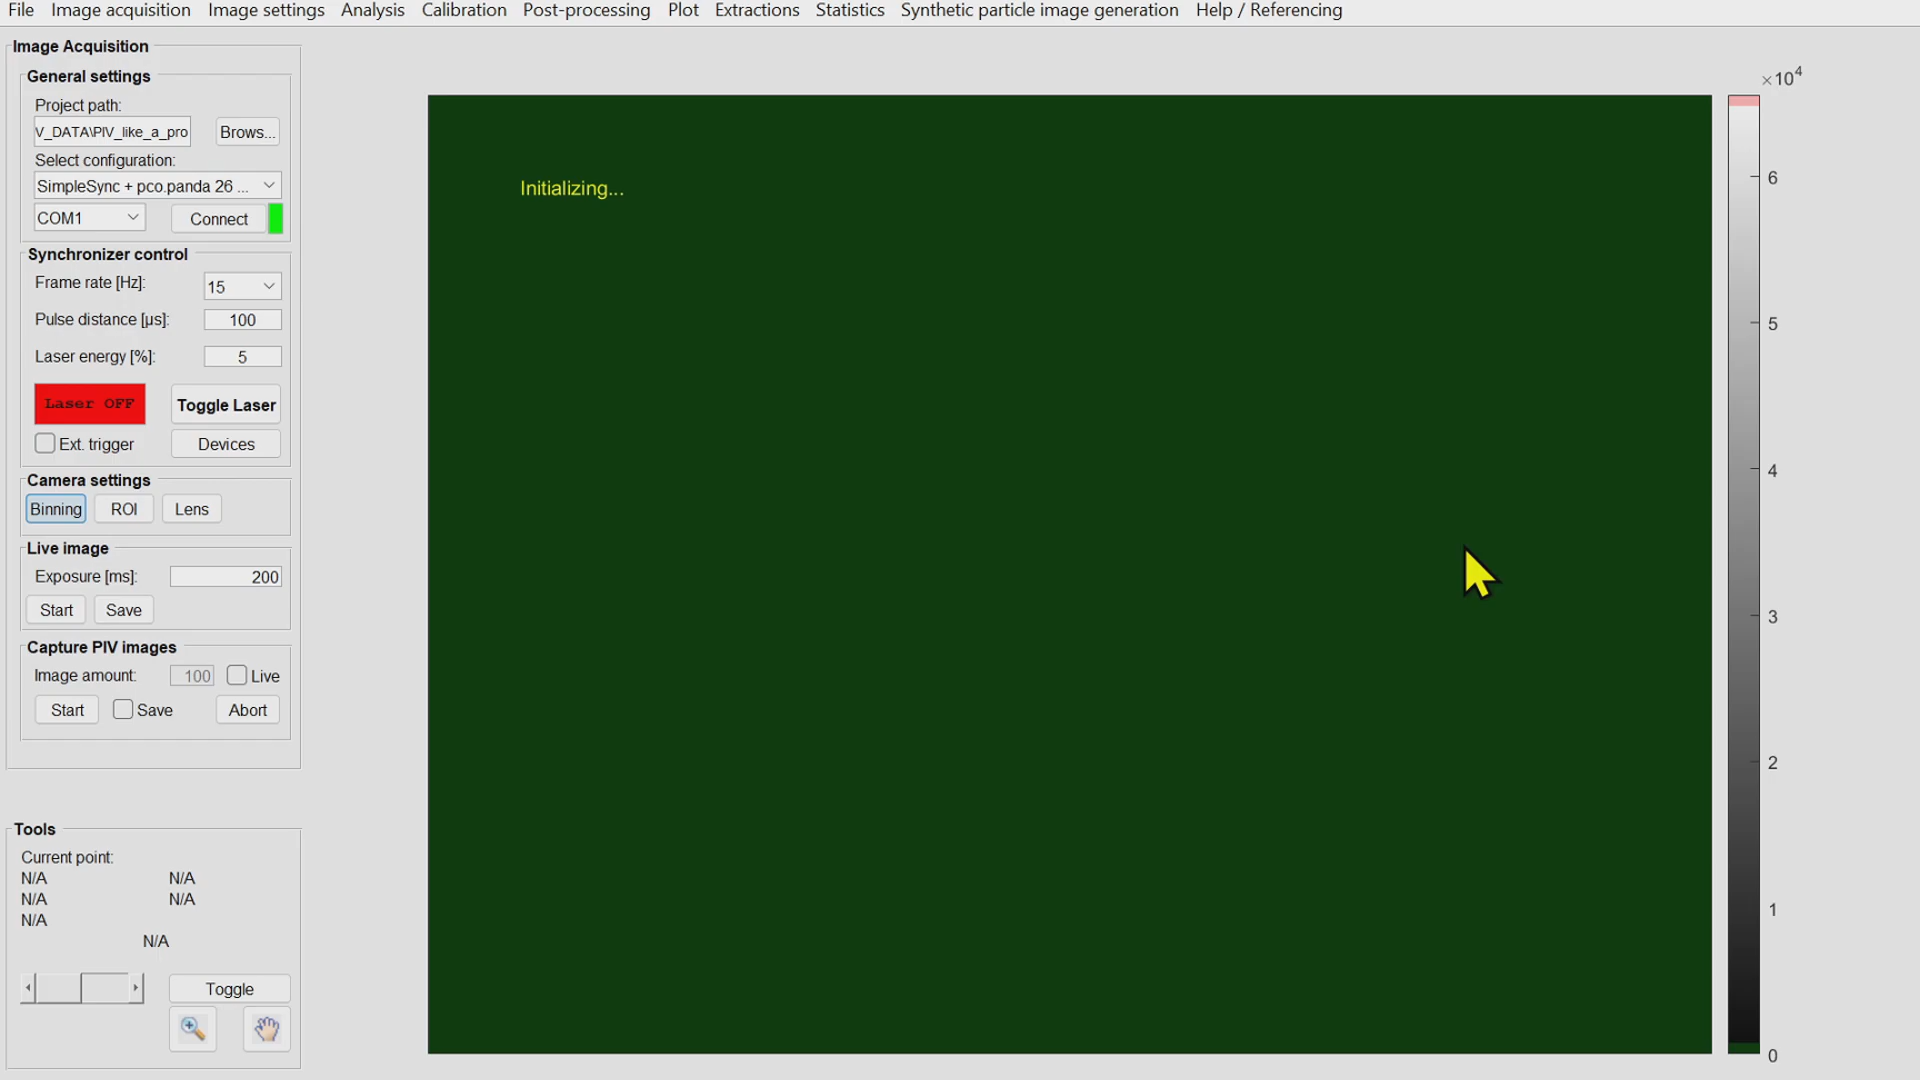 File Image acquisition Image settings Analysis Calibration Post-processing Plot Extractions Statistics Synthetic particle image generation Help / Referencing
Image Acquisition
General settings
Project path:
V_DATA\PIV_like_a_pro Brows...
Select configuration:
SimpleSync + pco.panda 26 ...
COM1 Connect
Synchronizer control
Frame rate [Hz]: 15
Pulse distance [µs]: 100
Laser energy [%]: 5
Laser OFF Toggle Laser
Ext. trigger Devices
Camera settings
Binning ROI Lens
Live image
Exposure [ms]: 200
Start Save
Capture PIV images
Image amount: 100 Live
Start Save Abort
Tools
Current point:
N/A N/A
N/A N/A
N/A
N/A
Toggle
Initializing...
×10⁴
6
5
4
3
2
1
0